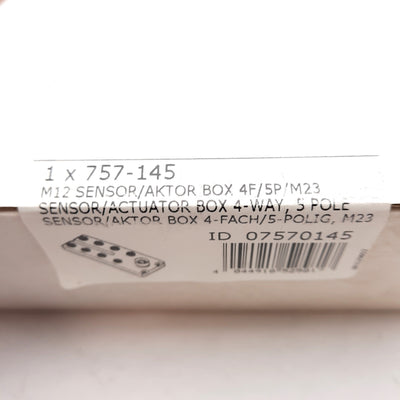 1 x 757-145
M12 SENSOR/AKTOR BOX 4F/5P/M23
SENSOR/ACTUATOR BOX 4-WAY, 5 POLE
SENSOR/AKTOR BOX 4-FACH/5-POLIG, M23
ID 07570145